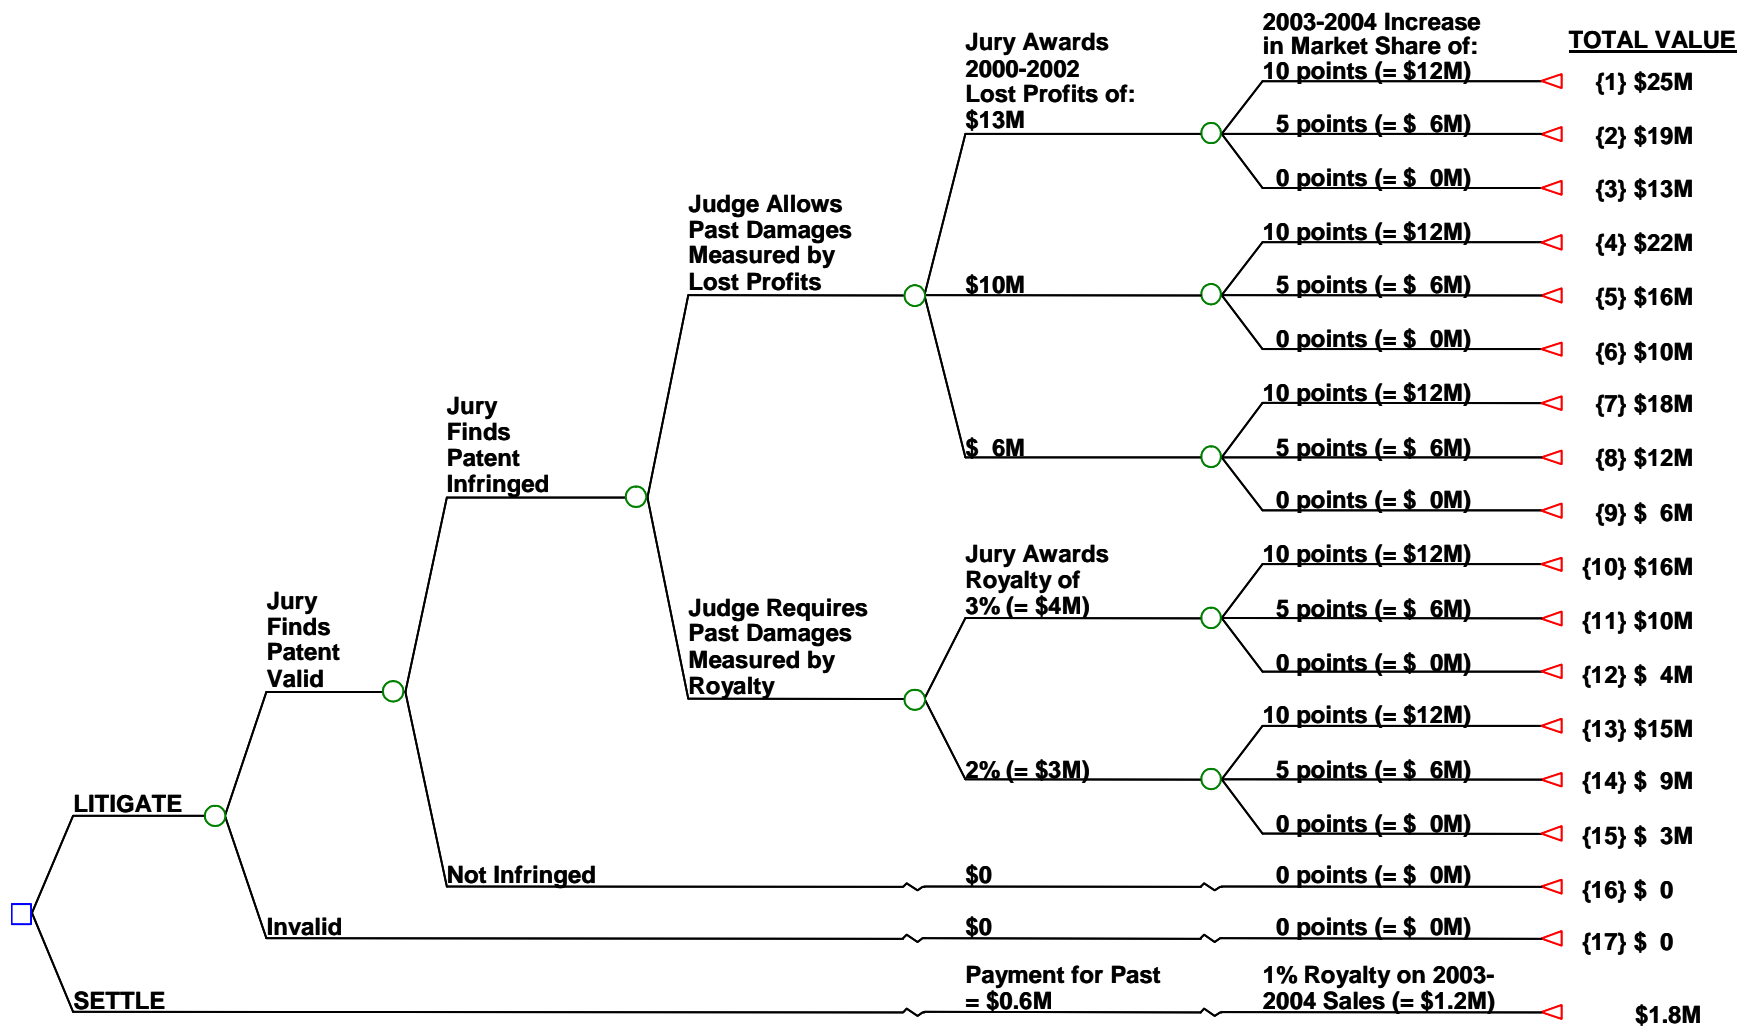 2003-2004 Increase
in Market Share of:
TOTAL VALUE
Jury Awards
2000-2002
Lost Profits of:
$13M
10 points (= $12M)
{1} $25M
5 points (= $  6M)
{2} $19M
0 points (= $  0M)
{3} $13M
Judge Allows
Past Damages
Measured by
Lost Profits
$10M
10 points (= $12M)
{4} $22M
5 points (= $  6M)
{5} $16M
0 points (= $  0M)
{6} $10M
$  6M
10 points (= $12M)
{7} $18M
5 points (= $  6M)
{8} $12M
0 points (= $  0M)
{9} $  6M
Jury
Finds
Patent
Infringed
Jury Awards
Royalty of
3% (= $4M)
10 points (= $12M)
{10} $16M
5 points (= $  6M)
{11} $10M
0 points (= $  0M)
{12} $  4M
Judge Requires
Past Damages
Measured by
Royalty
2% (= $3M)
10 points (= $12M)
{13} $15M
5 points (= $  6M)
{14} $  9M
0 points (= $  0M)
{15} $  3M
Jury
Finds
Patent
Valid
LITIGATE
Not Infringed
$0
0 points (= $  0M)
{16} $  0
Invalid
$0
0 points (= $  0M)
{17} $  0
SETTLE
Payment for Past
= $0.6M
1% Royalty on 2003-
2004 Sales (= $1.2M)
$1.8M